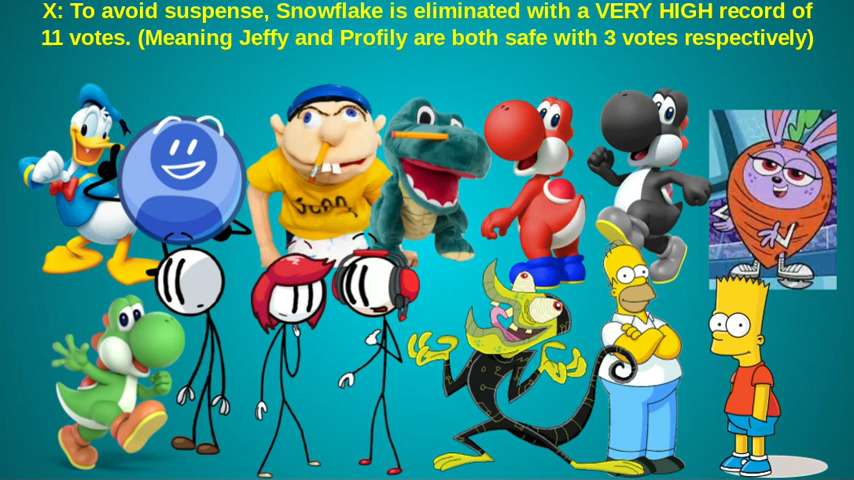 X: To avoid suspense, Snowflake is eliminated with a VERY HIGH record of
11 votes. (Meaning Jeffy and Profily are both safe with 3 votes respectively)
Jeffy